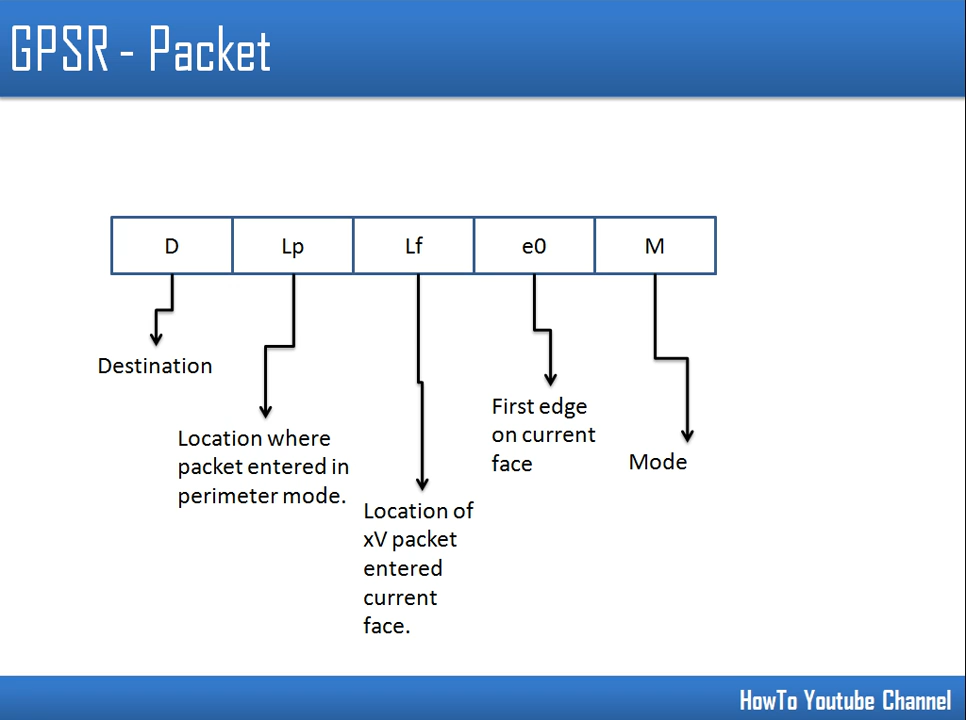 GPSR - Packet
D
Lp
Lf
e0
M
Destination
Location where
packet entered in
perimeter mode.
Location of
xV packet
entered
current
face.
First edge
on current
face
Mode
HowTo Youtube Channel